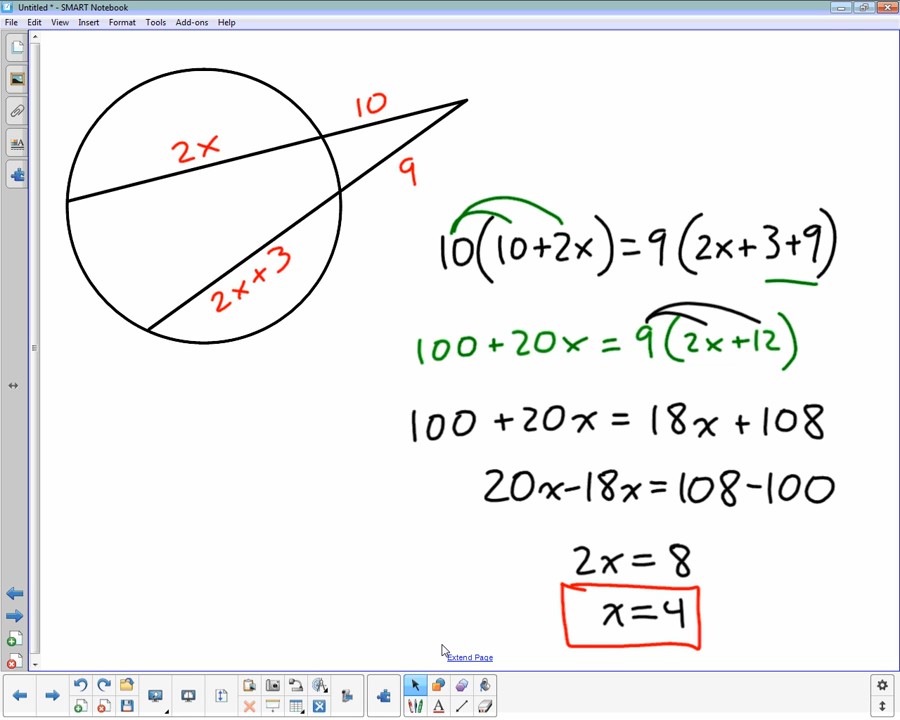 Untitled * - SMART Notebook
File Edit View Insert Format Tools Add-ons Help
10
2x
9
2x+3
10(10+2x)=9(2x+3+9)
100+20x=9(2x+12)
100+20x=18x+108
20x-18x=108-100
2x=8
x=4
Extend Page